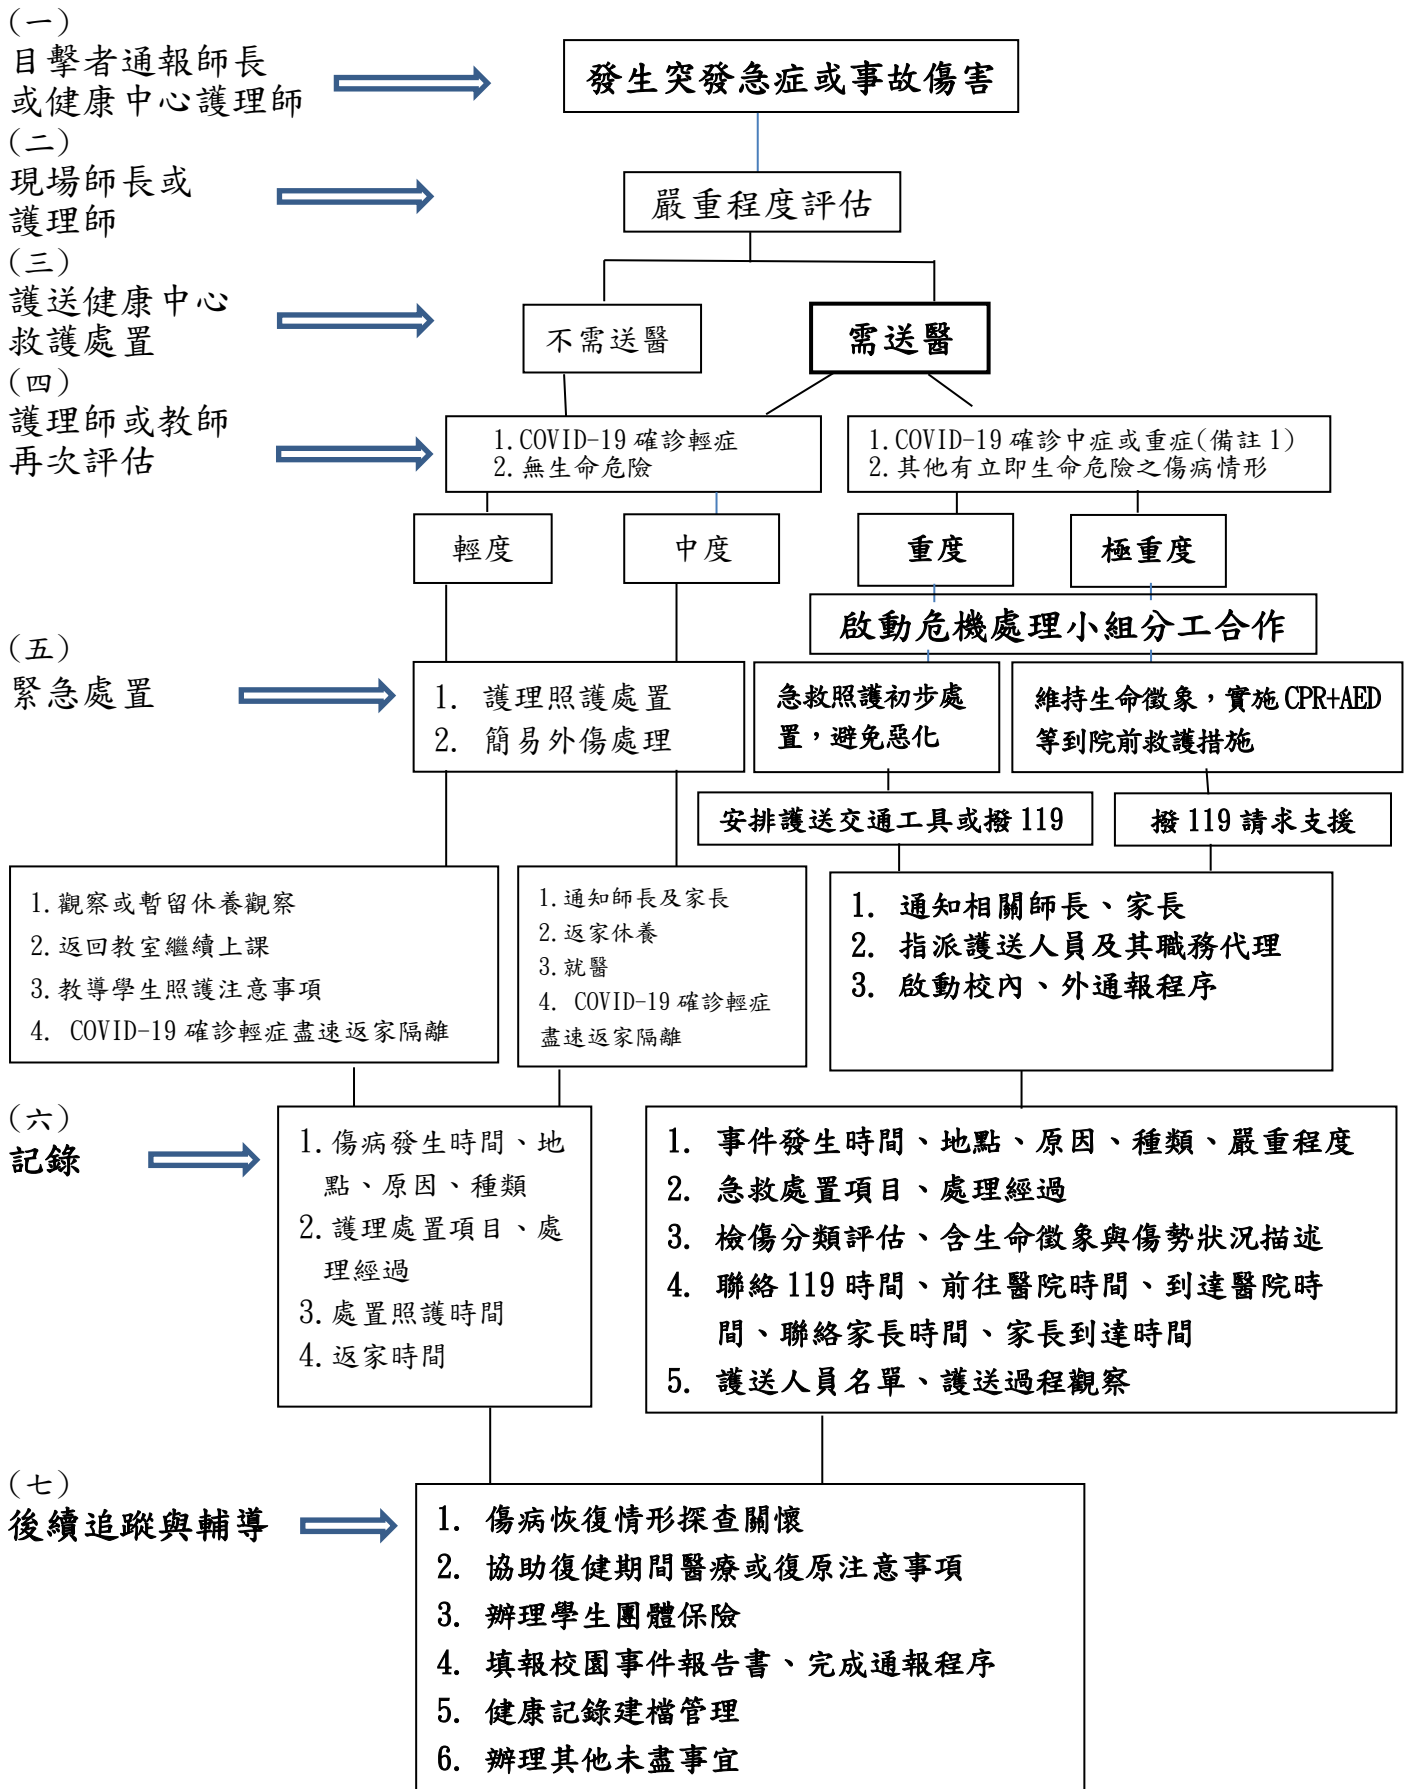 (一)
目擊者通報師長
或健康中心護理師
發生突發急症或事故傷害
(二)
現場師長或
護理師
嚴重程度評估
(三)
護送健康中心
救護處置
不需送醫
需送醫
(四)
護理師或教師
再次評估
1.COVID-19 確診輕症
2.無生命危險
1.COVID-19 確診中症或重症(備註 1)
2.其他有立即生命危險之傷病情形
輕度
中度
重度
極重度
啟動危機處理小組分工合作
(五)
緊急處置
1. 護理照護處置
2. 簡易外傷處理
急救照護初步處
置，避免惡化
維持生命徵象，實施 CPR+AED
等到院前救護措施
安排護送交通工具或撥 119
撥 119 請求支援
1.觀察或暫留休養觀察
2.返回教室繼續上課
3.教導學生照護注意事項
4. COVID-19 確診輕症盡速返家隔離
1.通知師長及家長
2.返家休養
3.就醫
4. COVID-19 確診輕症
盡速返家隔離
1. 通知相關師長、家長
2. 指派護送人員及其職務代理
3. 啟動校內、外通報程序
(六)
記錄
1.傷病發生時間、地
點、原因、種類
2.護理處置項目、處
理經過
3.處置照護時間
4.返家時間
1. 事件發生時間、地點、原因、種類、嚴重程度
2. 急救處置項目、處理經過
3. 檢傷分類評估、含生命徵象與傷勢狀況描述
4. 聯絡 119 時間、前往醫院時間、到達醫院時
間、聯絡家長時間、家長到達時間
5. 護送人員名單、護送過程觀察
(七)
後續追蹤與輔導
1. 傷病恢復情形探查關懷
2. 協助復健期間醫療或復原注意事項
3. 辦理學生團體保險
4. 填報校園事件報告書、完成通報程序
5. 健康記錄建檔管理
6. 辦理其他未盡事宜